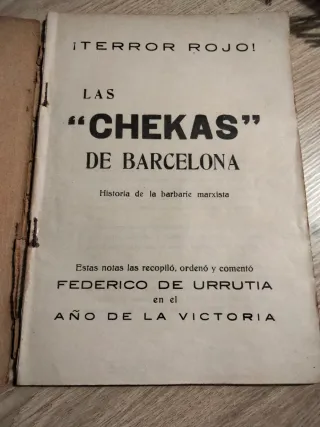 ¡TERROR ROJO!
LAS
“CHEKAS”
DE BARCELONA
Historia de la barbarie marxista
Estas notas las recopiló, ordenó y comentó
FEDERICO DE URRUTIA
en el
AÑO DE LA VICTORIA